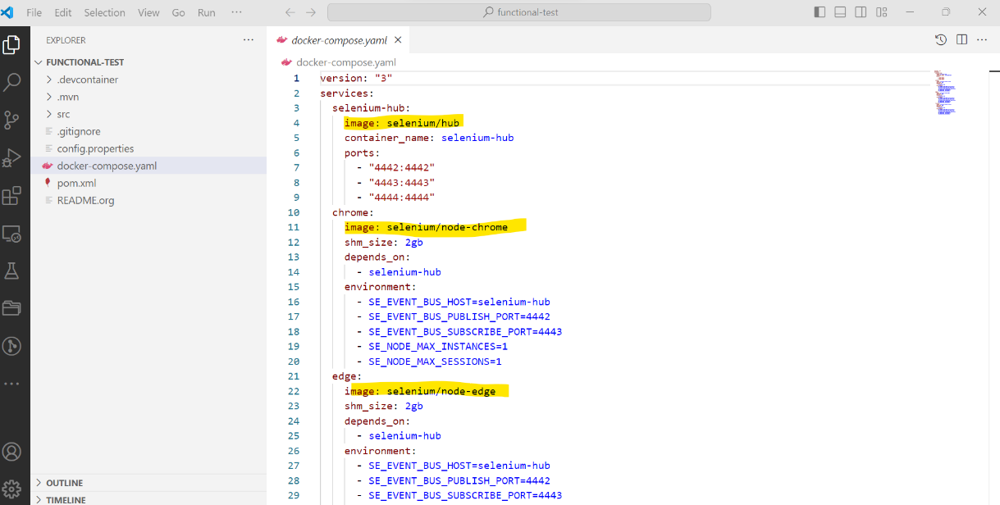 File Edit Selection View Go Run ···
functional-test
EXPLORER ···
FUNCTIONAL-TEST
.devcontainer
.mvn
src
.gitignore
config.properties
docker-compose.yaml
pom.xml
README.org
OUTLINE
TIMELINE
docker-compose.yaml
docker-compose.yaml
1 version: "3"
2 services:
3 selenium-hub:
4 image: selenium/hub
5 container_name: selenium-hub
6 ports:
7 - "4442:4442"
8 - "4443:4443"
9 - "4444:4444"
10 chrome:
11 image: selenium/node-chrome
12 shm_size: 2gb
13 depends_on:
14 - selenium-hub
15 environment:
16 - SE_EVENT_BUS_HOST=selenium-hub
17 - SE_EVENT_BUS_PUBLISH_PORT=4442
18 - SE_EVENT_BUS_SUBSCRIBE_PORT=4443
19 - SE_NODE_MAX_INSTANCES=1
20 - SE_NODE_MAX_SESSIONS=1
21 edge:
22 image: selenium/node-edge
23 shm_size: 2gb
24 depends_on:
25 - selenium-hub
26 environment:
27 - SE_EVENT_BUS_HOST=selenium-hub
28 - SE_EVENT_BUS_PUBLISH_PORT=4442
29 - SE_EVENT_BUS_SUBSCRIBE_PORT=4443